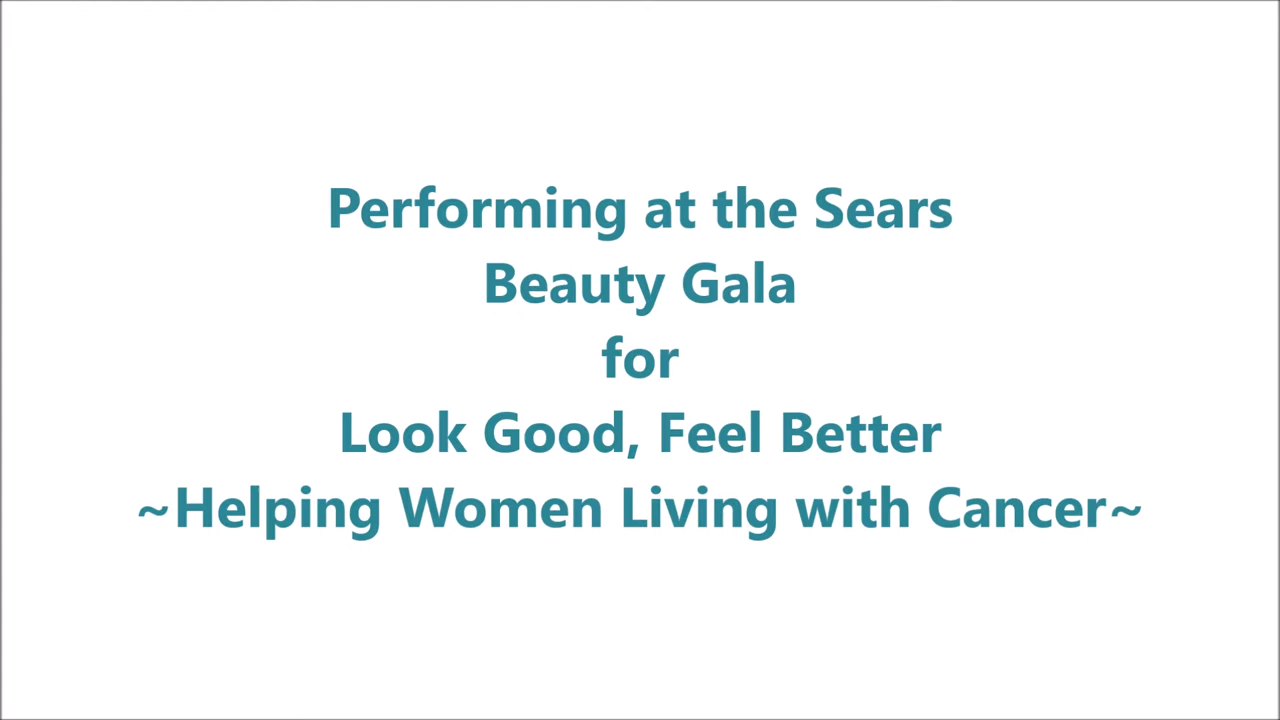 Performing at the Sears
Beauty Gala
for
Look Good, Feel Better
~Helping Women Living with Cancer~